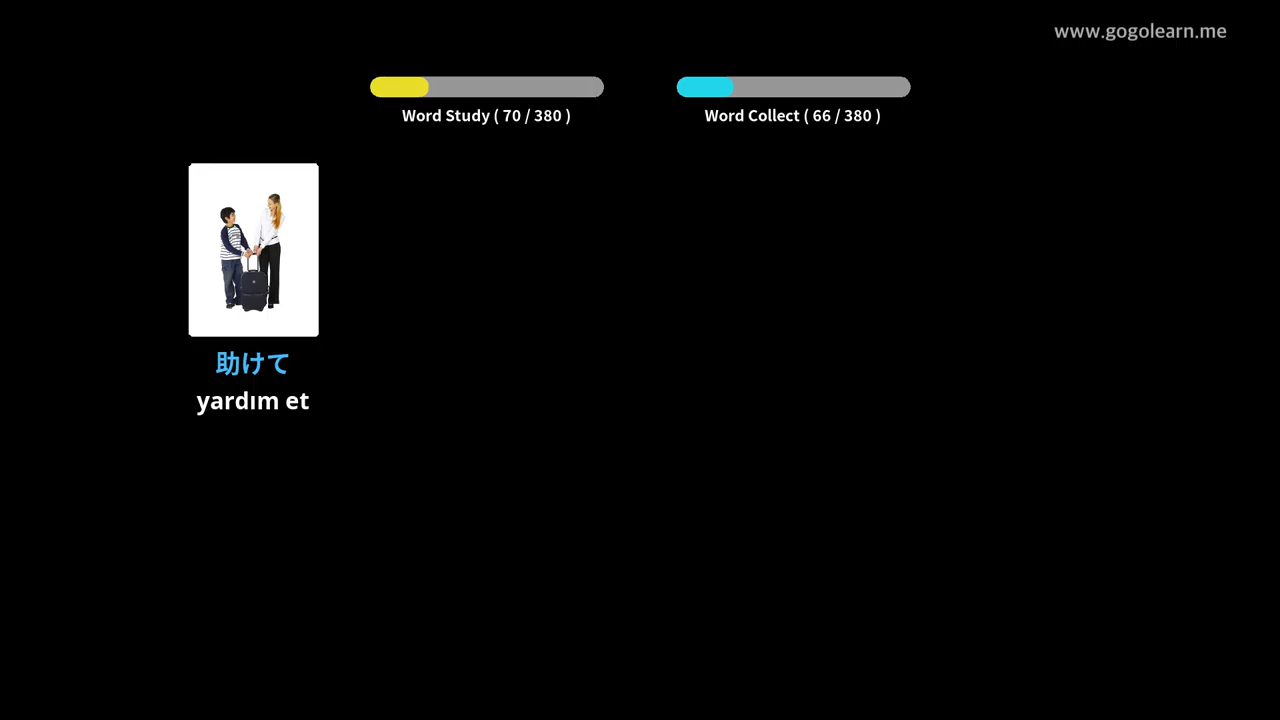 www.gogolearn.me
Word Study ( 70 / 380 )
Word Collect ( 66 / 380 )
助けて
yardım et